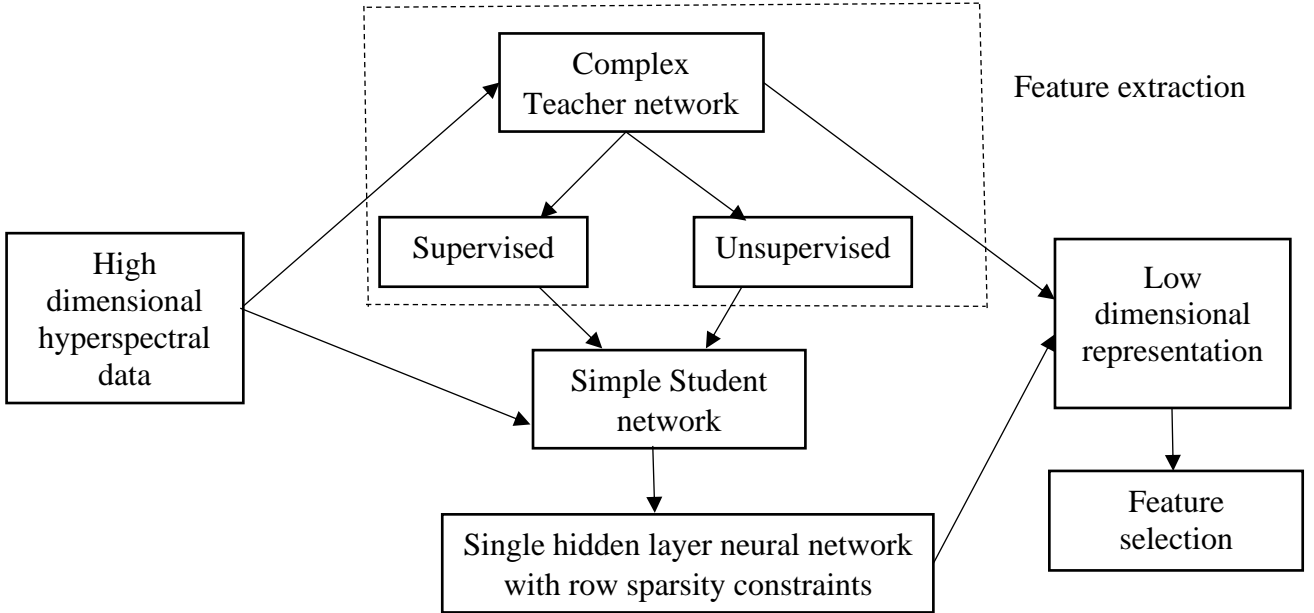 Complex
Teacher network
Feature extraction
Supervised
Unsupervised
High
dimensional
hyperspectral
data
Low
dimensional
representation
Simple Student
network
Feature
selection
Single hidden layer neural network
with row sparsity constraints